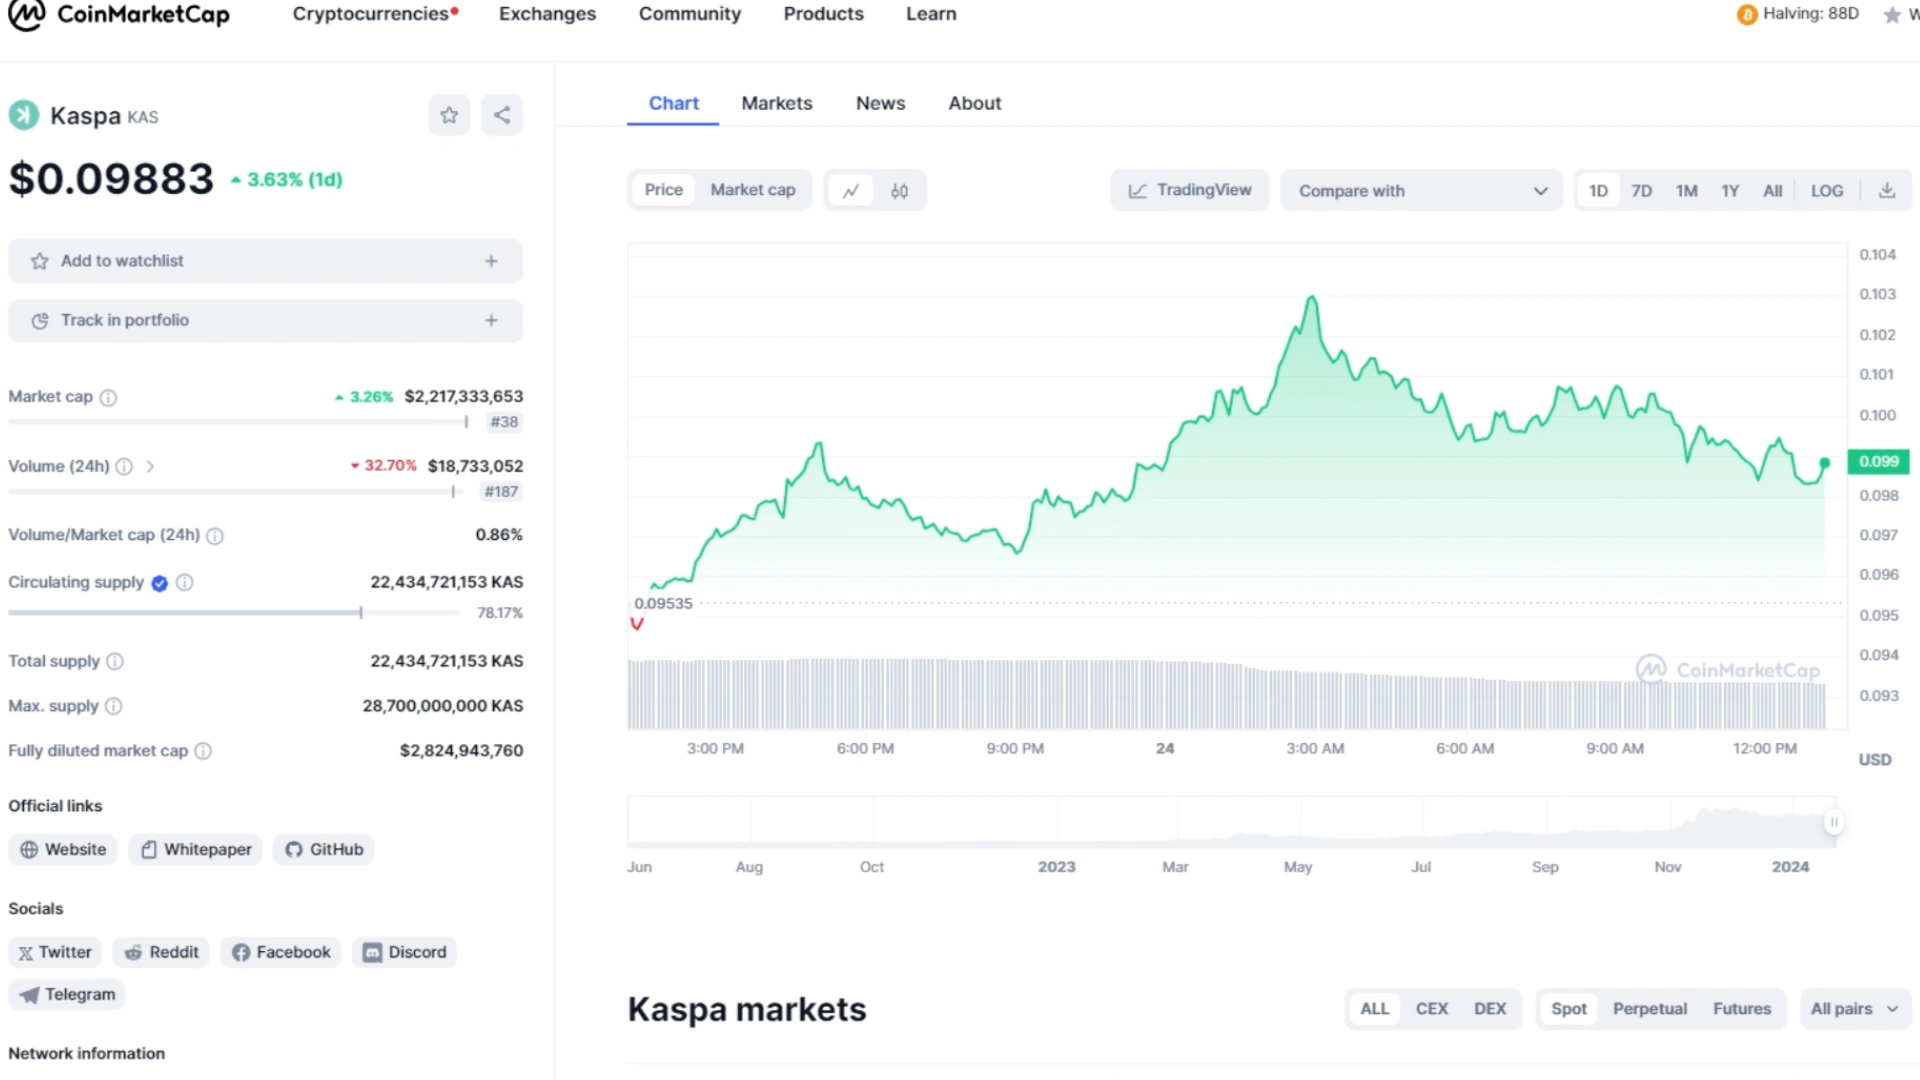 CoinMarketCap
Cryptocurrencies Exchanges Community Products Learn
Halving: 88D W
Kaspa KAS
$0.09883 3.63% (1d)
Add to watchlist
Track in portfolio
Market cap 3.26% $2,217,333,653
#38
Volume (24h) 32.70% $18,733,052
#187
Volume/Market cap (24h) 0.86%
Circulating supply 22,434,721,153 KAS
78.17%
Total supply 22,434,721,153 KAS
Max. supply 28,700,000,000 KAS
Fully diluted market cap $2,824,943,760
Official links
Website Whitepaper GitHub
Socials
Twitter Reddit Facebook Discord
Telegram
Network information
Chart Markets News About
Price Market cap TradingView Compare with 1D 7D 1M 1Y All LOG
0.104
0.103
0.102
0.101
0.100
0.099
0.098
0.097
0.096
0.09535
0.095
0.094
CoinMarketCap
0.093
3:00 PM 6:00 PM 9:00 PM 24 3:00 AM 6:00 AM 9:00 AM 12:00 PM
USD
Jun Aug Oct 2023 Mar May Jul Sep Nov 2024
Kaspa markets
ALL CEX DEX Spot Perpetual Futures All pairs